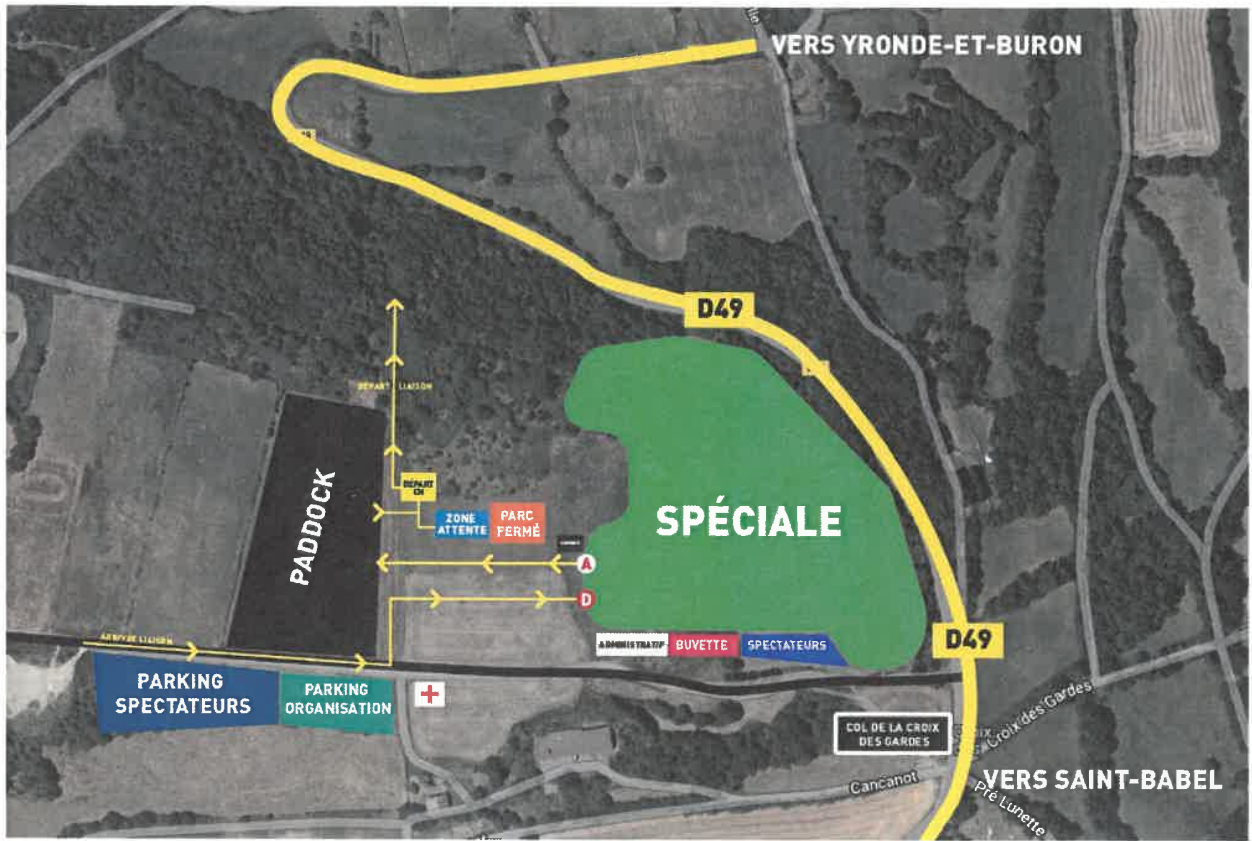 VERS YRONDE-ET-BURON
D49
DÉPART LIAISON
DÉPART
CH
ZONE
ATTENTE
PARC
FERMÉ
PADDOCK
SPÉCIALE
A
D
ARRIVÉE LIAISON
ADMINISTRATIF
BUVETTE
SPECTATEURS
D49
PARKING
SPECTATEURS
PARKING
ORGANISATION
COL DE LA CROIX
DES GARDES
Croix des Gardes
Cancanot
VERS SAINT-BABEL
Pré Lunette